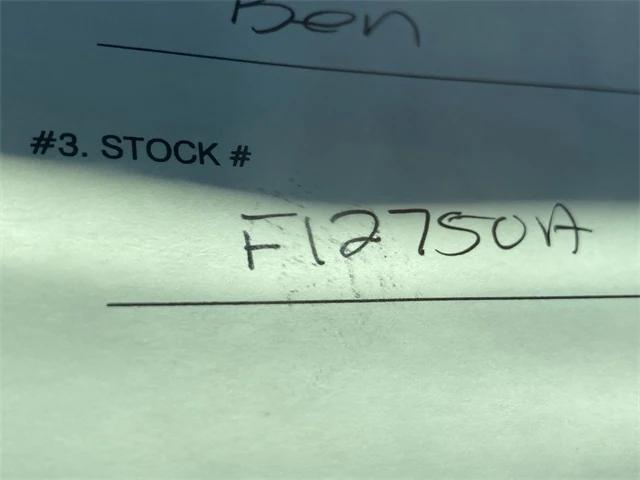 Ben
#3. STOCK #
F12750A